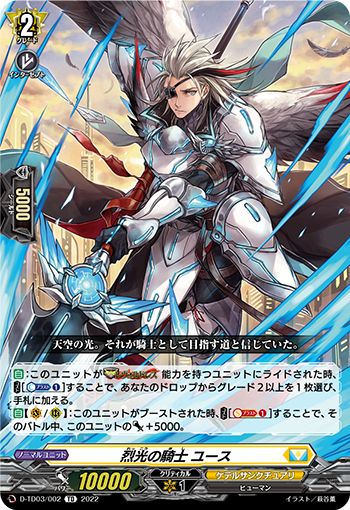 2
グレード
インターセプト
5000
シールド
天空の光。それが騎士として目指す道と信じていた。
自:このユニットが 能力を持つユニットにライドされた時、
【コスト】1することで、あなたのドロップからグレード2以上を1枚選び、
手札に加える。
自 / :このユニットがブーストされた時、【コスト】1することで、そ
のバトル中、このユニットの+5000。
ノーマルユニット
烈光の騎士 ユース
パワー 10000
クリティカル
1
ケテルサンクチュアリ
ヒューマン
D-TD03/002 TD 2022
イラスト/萩谷薫